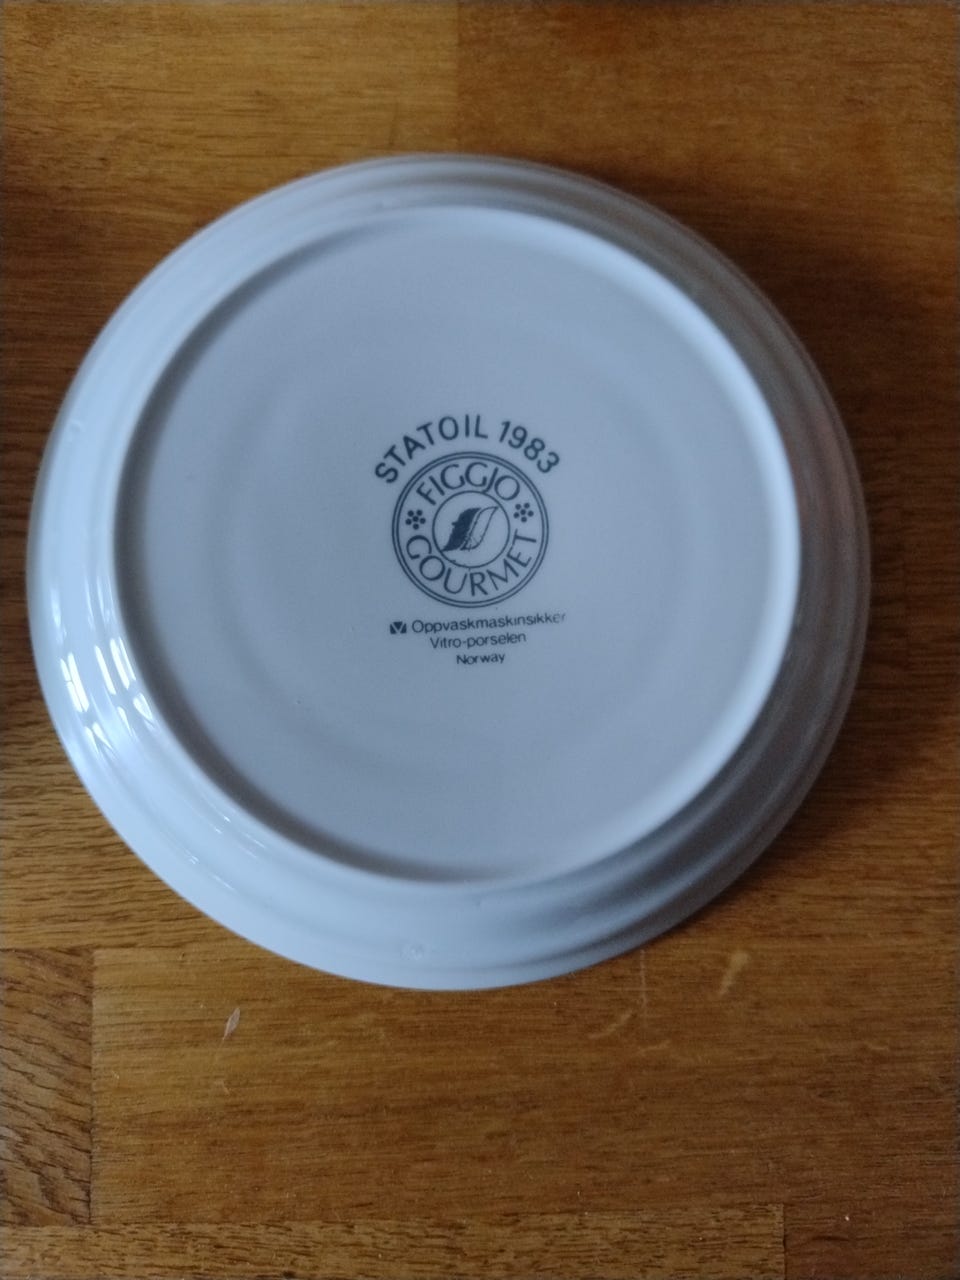 STATOIL 1983
FIGGJO
GOURMET
Oppvaskmaskinsikker
Vitro-porselen
Norway